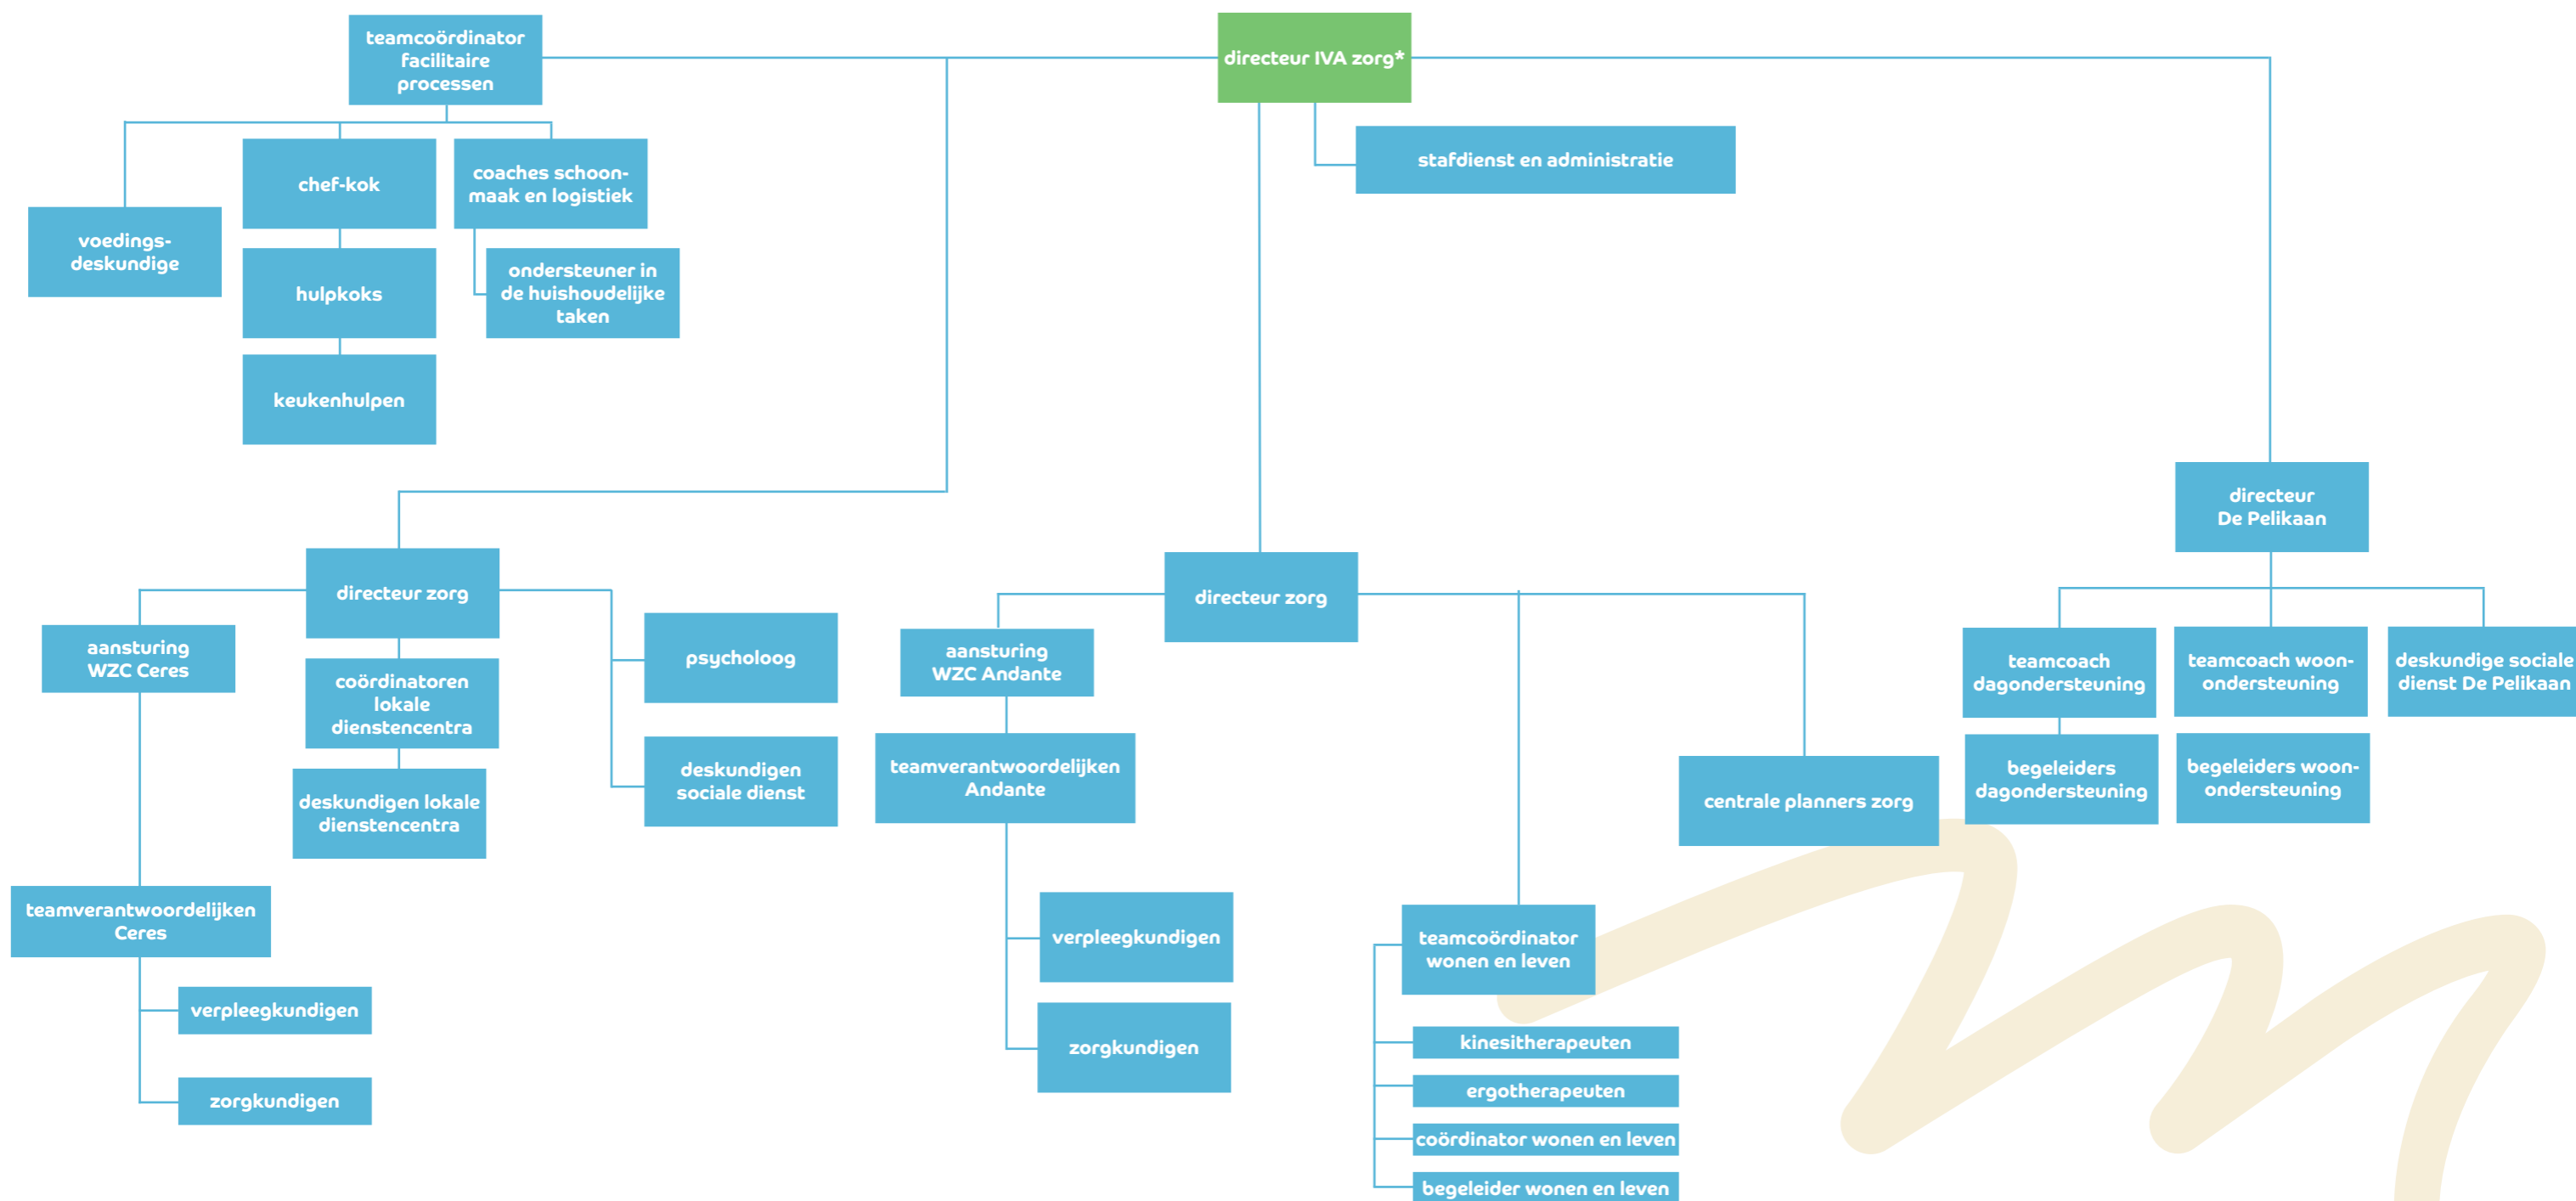 teamcoördinator
facilitaire
processen
directeur IVA zorg*
stafdienst en administratie
chef-kok
coaches schoon-
maak en logistiek
voedings-
deskundige
hulpkoks
ondersteuner in
de huishoudelijke
taken
keukenhulpen
directeur
De Pelikaan
directeur zorg
directeur zorg
aansturing
WZC Ceres
psycholoog
aansturing
WZC Andante
teamcoach
dagondersteuning
teamcoach woon-
ondersteuning
deskundige sociale
dienst De Pelikaan
coördinatoren
lokale
dienstencentra
deskundigen
sociale dienst
teamverantwoordelijken
Andante
centrale planners zorg
begeleiders
dagondersteuning
begeleiders woon-
ondersteuning
deskundigen lokale
dienstencentra
teamverantwoordelijken
Ceres
verpleegkundigen
teamcoördinator
wonen en leven
verpleegkundigen
zorgkundigen
kinesitherapeuten
zorgkundigen
ergotherapeuten
coördinator wonen en leven
begeleider wonen en leven